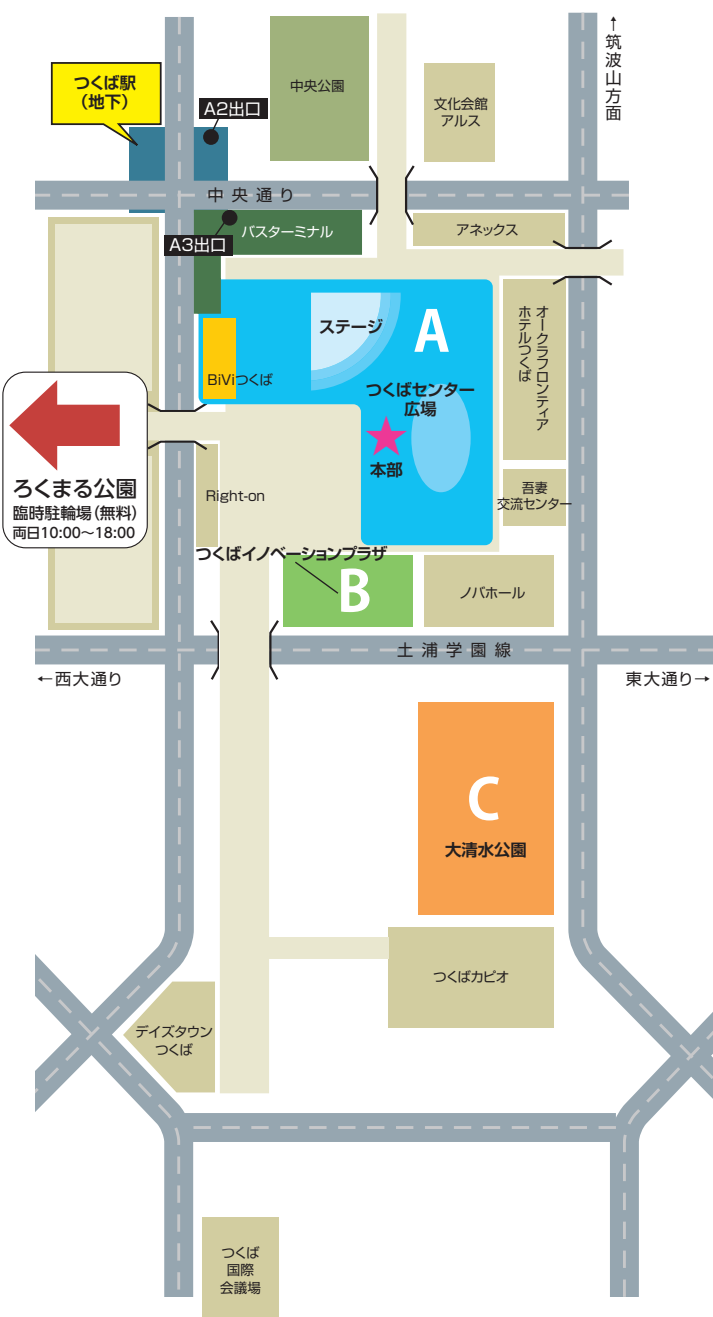 つくば駅
（地下）
A2出口
中央公園
文化会館
アルス
↑筑波山方面
中央通り
A3出口
バスターミナル
アネックス
ステージ
A
オークラフロンティア
ホテルつくば
BiViつくば
つくばセンター
広場
本部
ろくまる公園
臨時駐輪場（無料）
両日10:00～18:00
Right-on
吾妻
交流センター
つくばイノベーションプラザ
B
ノバホール
土浦学園線
←西大通り
東大通り→
C
大清水公園
つくばカピオ
デイズタウン
つくば
つくば
国際
会議場